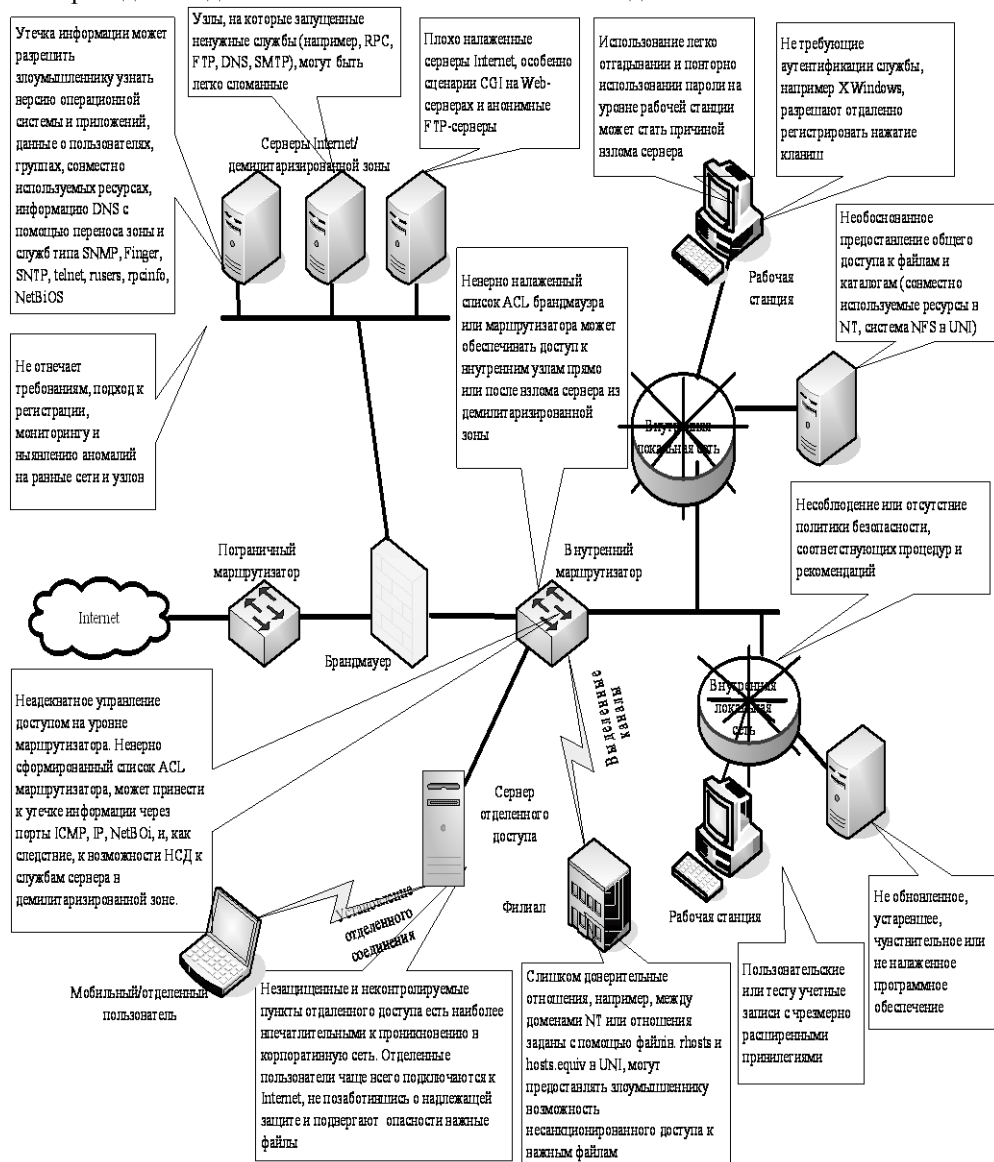 Утечка информации может
разрешить
злоумышленнику узнать
версию операционной
системы и приложений,
данные о пользователях,
группах, совместно
используемых ресурсах,
информацию DNS с
помощью переноса зоны и
служб типа SNMP, Finger,
SNTP, telnet, rusers, rpcinfo,
NetBiOS
Узлы, на которые запущенные
ненужные службы (например, RPC,
FTP, DNS, SMTP), могут быть
легко сломанные
Плохо налаженные
серверы Internet, особенно
сценарии CGI на Web-
серверах и анонимные
FTP-серверы
Использование легко
отгадывании и повторно
использовании пароли на
уровне рабочей станции
может стать причиной
взлома сервера
Не требующие
аутентификации службы,
например X Windows,
разрешают отдаленно
регистрировать нажатие
клавиш
Серверы Internet/
демилитаризированной зоны
Рабочая
станция
Необоснованное
предоставление общего
доступа к файлам и
каталогам (совместно
используемые ресурсы в
NT, система NFS в UNI)
Не отвечает
требованиям, подход к
регистрации,
мониторингу и
выявлению аномалий
на равные сети и узлов
Неверно налаженный
список ACL брандмауэра
или маршрутизатора может
обеспечивать доступ к
внутренним узлам прямо
или после взлома сервера из
демилитаризированной
зоны
Внутренняя
локальная сеть
Несоблюдение или отсутствие
политики безопасности,
соответствующих процедур и
рекомендаций
Пограничный
маршрутизатор
Внутренний
маршрутизатор
Internet
Брандмауер
Неадекватное управление
доступом на уровне
маршрутизатора. Неверно
сформированный список ACL
маршрутизатора, может привести
к утечке информации через
порты ICMP, IP, NetBOi, и, как
следствие, к возможности НСД к
службам сервера в
демилитаризированной зоне.
Выделенные
каналы
Внутренняя
локальная
сеть
Сервер
отделенного
доступа
Филиал
Рабочая станция
Установление
отделенного
соединения
Мобильный/отделенный
пользователь
Не обновленное,
устаревшее,
чувствительное или
не налаженное
программное
обеспечение
Пользовательские
или тесту учетные
записи с чрезмерно
расширенными
привилегиями
Незащищенные и неконтролируемые
пункты отдаленного доступа есть наиболее
впечатлительными к проникновению в
корпоративную сеть. Отделенные
пользователи чаще всего подключаются к
Internet, не позаботившись о надлежащей
защите и подвергают опасности важные
файлы
Слишком доверительные
отношения, например, между
доменами NT или отношения
заданы с помощью файлів. rhosts и
hosts.equiv в UNI, могут
предоставлять злоумышленнику
возможность
несанкционированного доступа к
важным файлам